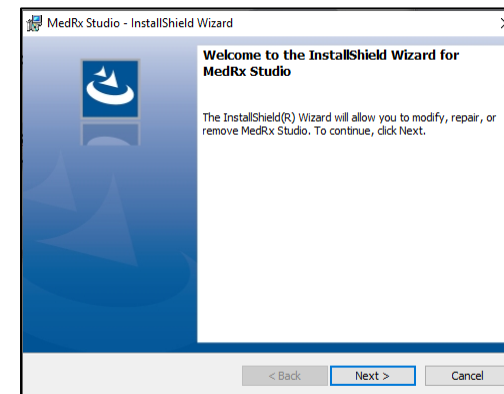 MedRx Studio - InstallShield Wizard
Welcome to the InstallShield Wizard for
MedRx Studio
The InstallShield(R) Wizard will allow you to modify, repair, or
remove MedRx Studio. To continue, click Next.
< Back Next > Cancel